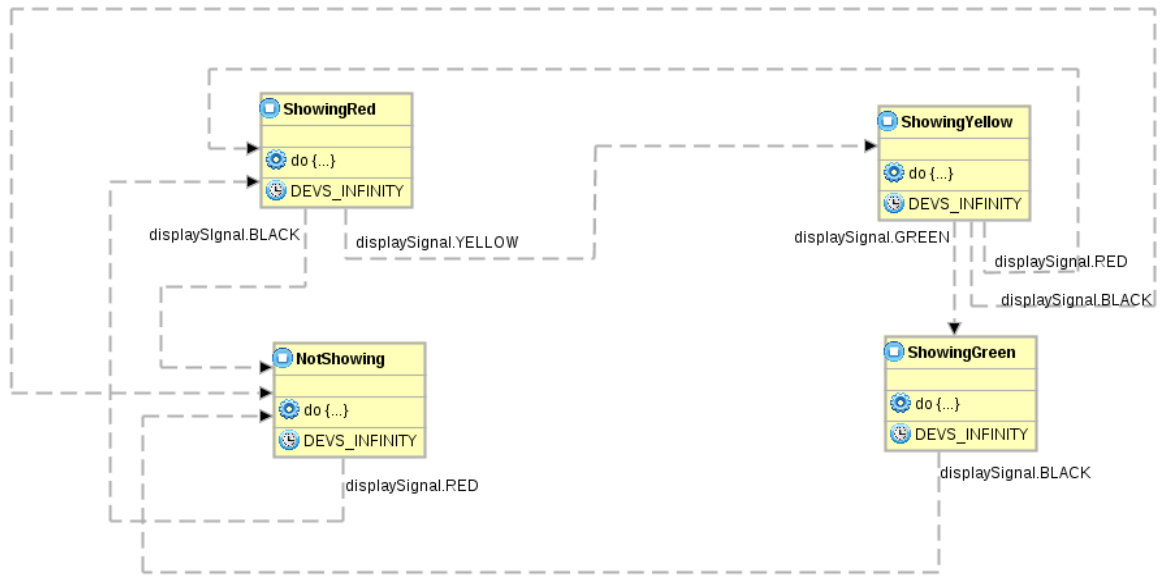 ShowingRed
do {...}
DEVS_INFINITY
ShowingYellow
do {...}
DEVS_INFINITY
displaySIgnal.BLACK
displaySignal.YELLOW
displaySignal.GREEN
displaySignal.RED
displaySignal.BLACK
NotShowing
do {...}
DEVS_INFINITY
ShowingGreen
do {...}
DEVS_INFINITY
displaySignal.RED
displaySignal.BLACK